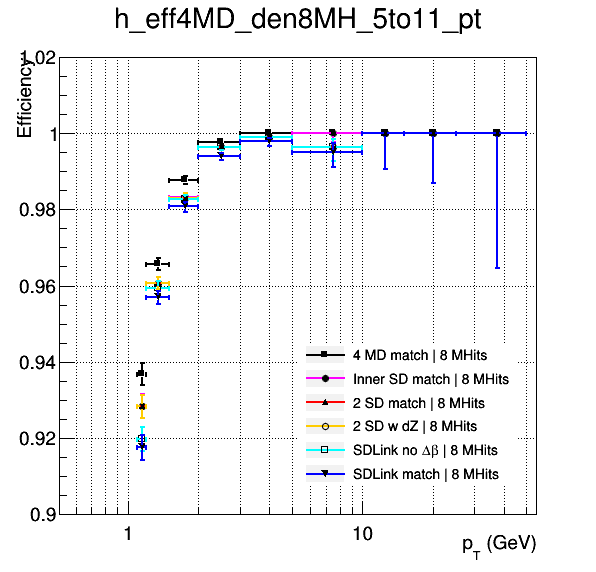 h_eff4MD_den8MH_5to11_pt
Efficiency
1.02
1
0.98
0.96
0.94
0.92
0.9
4 MD match | 8 MHits
Inner SD match | 8 MHits
2 SD match | 8 MHits
2 SD w dZ | 8 MHits
SDLink no Δβ | 8 MHits
SDLink match | 8 MHits
1
10
p_T (GeV)